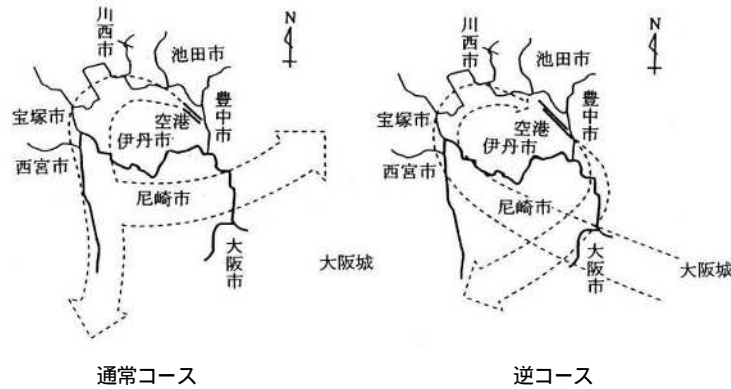 川西市
池田市
N
宝塚市
豊中市
空港
伊丹市
西宮市
尼崎市
大阪市
大阪城
通常コース
川西市
池田市
N
宝塚市
豊中市
空港
伊丹市
西宮市
尼崎市
大阪市
大阪城
逆コース